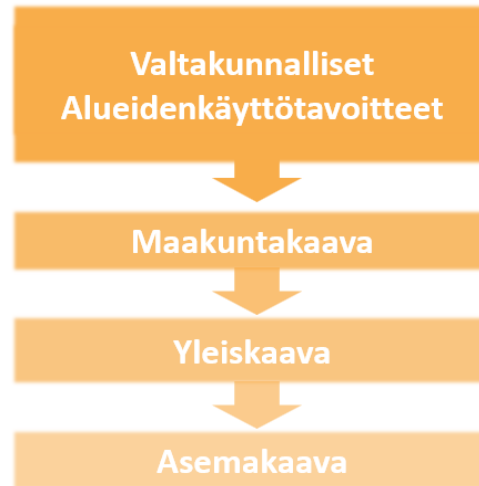 Valtakunnalliset
Alueidenkäyttötavoitteet
Maakuntakaava
Yleiskaava
Asemakaava